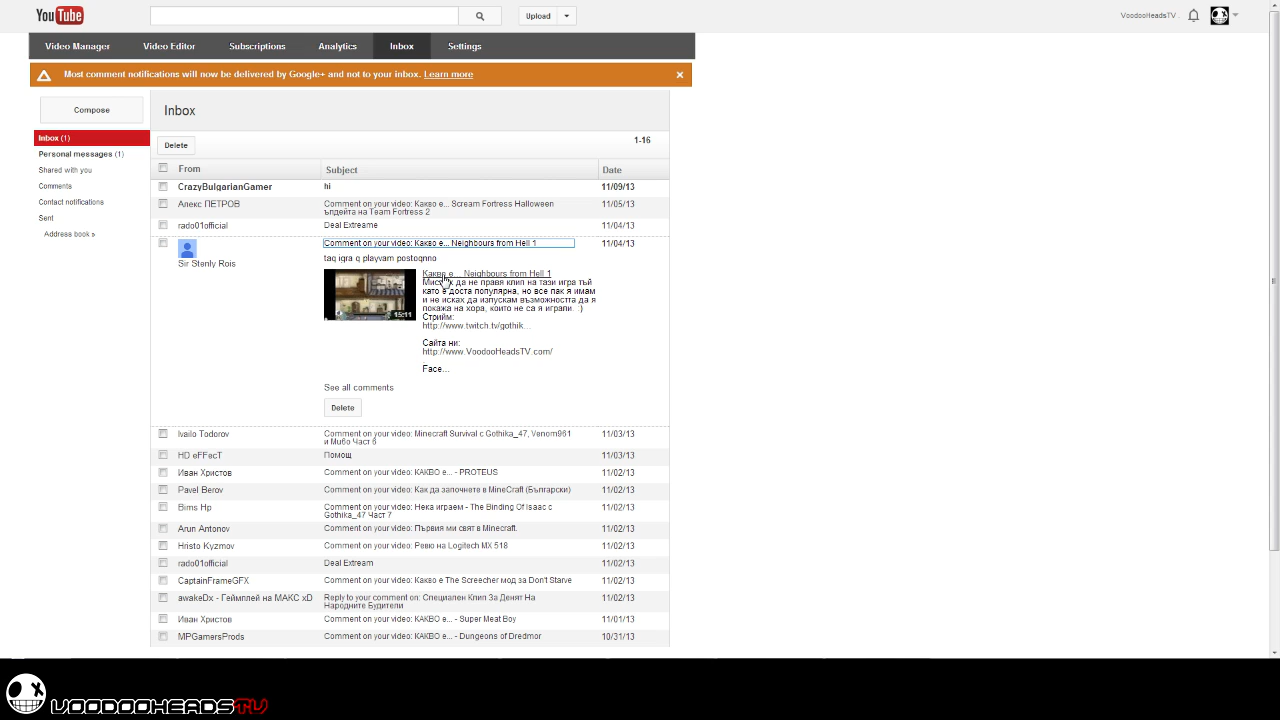 YouTube
Upload
VoodooHeadsTV
Video Manager
Video Editor
Subscriptions
Analytics
Inbox
Settings
Most comment notifications will now be delivered by Google+ and not to your inbox. Learn more
Compose
Inbox
Delete
1-16
Inbox (1)
Personal messages (1)
Shared with you
Comments
Contact notifications
Sent
Address book »
From
Subject
Date
CrazyBulgarianGamer
hi
11/09/13
Алекс ПЕТРОВ
Comment on your video: Какво е... Scream Fortress Halloween
ъпдейта на Team Fortress 2
11/05/13
rado01official
Deal Extreame
11/04/13
Sir Stenly Rois
Comment on your video: Какво е... Neighbours from Hell 1
11/04/13
taq igra q playvam postoqnno
15:11
Какво е... Neighbours from Hell 1
да не правя клип на тази игра тъй
като е доста популярна, но все пак я имам
и не исках да изпускам възможността да я
покажа на хора, които не са я играли...:)
Стрийм:
http://www.twitch.tv/gothik...
Сайта ни:
http://www.VoodooHeadsTV.com/
Face...
See all comments
Delete
Ivailo Todorov
Comment on your video: Minecraft Survival с Gothika_47, Venom961
и Мибо Част 6
11/03/13
HD eFFecT
Помощ
11/03/13
Иван Христов
Comment on your video: КАКВО е... - PROTEUS
11/02/13
Pavel Berov
Comment on your video: Как да започнете в MineCraft (Български)
11/02/13
Bims Hp
Comment on your video: Нека играем - The Binding Of Isaac с
Gothika_47 Част 7
11/02/13
Arun Antonov
Comment on your video: Първия ми свят в Minecraft.
11/02/13
Hristo Kyzmov
Comment on your video: Ревю на Logitech MX 518
11/02/13
rado01official
Deal Extream
11/02/13
CaptainFrameGFX
Comment on your video: Какво е The Screecher мод за Don't Starve
11/02/13
awakeDx - Геймплей на МАКС xD
Reply to your comment on: Специален Клип За Денят На
Народните Будители
11/02/13
Иван Христов
Comment on your video: КАКВО е... - Super Meat Boy
11/01/13
MPGamersProds
Comment on your video: КАКВО е... - Dungeons of Dredmor
10/31/13
VOODOOHEADSTV